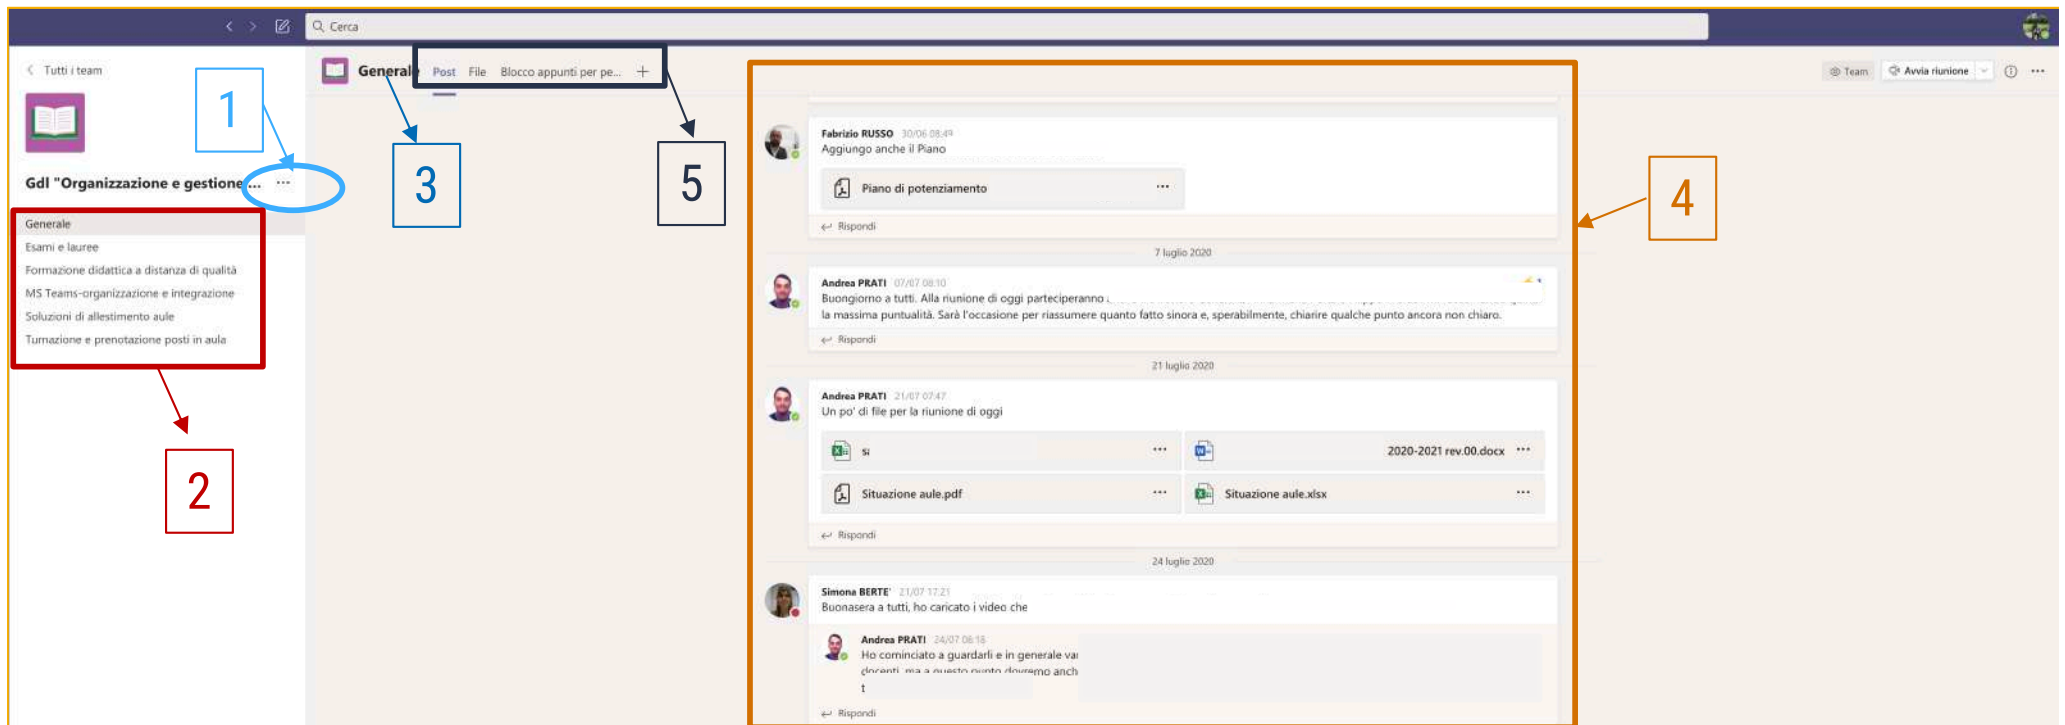 Cerca
Tutti i team
Generale Post File Blocco appunti per pe... +
Team
Avvia riunione
1
3
5
4
2
Gdl "Organizzazione e gestione ... ...
Generale
Esami e lauree
Formazione didattica a distanza di qualità
MS Teams-organizzazione e integrazione
Soluzioni di allestimento aule
Turnazione e prenotazione posti in aula
Fabrizio RUSSO 30/06 08:49
Aggiungo anche il Piano
Piano di potenziamento
Rispondi
7 luglio 2020
Andrea PRATI 07/07 08:10
Buongiorno a tutti. Alla riunione di oggi parteciperanno
la massima puntualità. Sarà l'occasione per riassumere quanto fatto sinora e, sperabilmente, chiarire qualche punto ancora non chiaro.
Rispondi
21 luglio 2020
Andrea PRATI 21/07 07:47
Un po' di file per la riunione di oggi
2020-2021 rev.00.docx
Situazione aule.pdf
Situazione aule.xlsx
Rispondi
24 luglio 2020
Simona BERTE' 21/07 17:21
Buonasera a tutti, ho caricato i video che
Andrea PRATI 24/07 08:18
Ho cominciato a guardarli e in generale
docenti, ma a questo punto dovremo anch
Rispondi